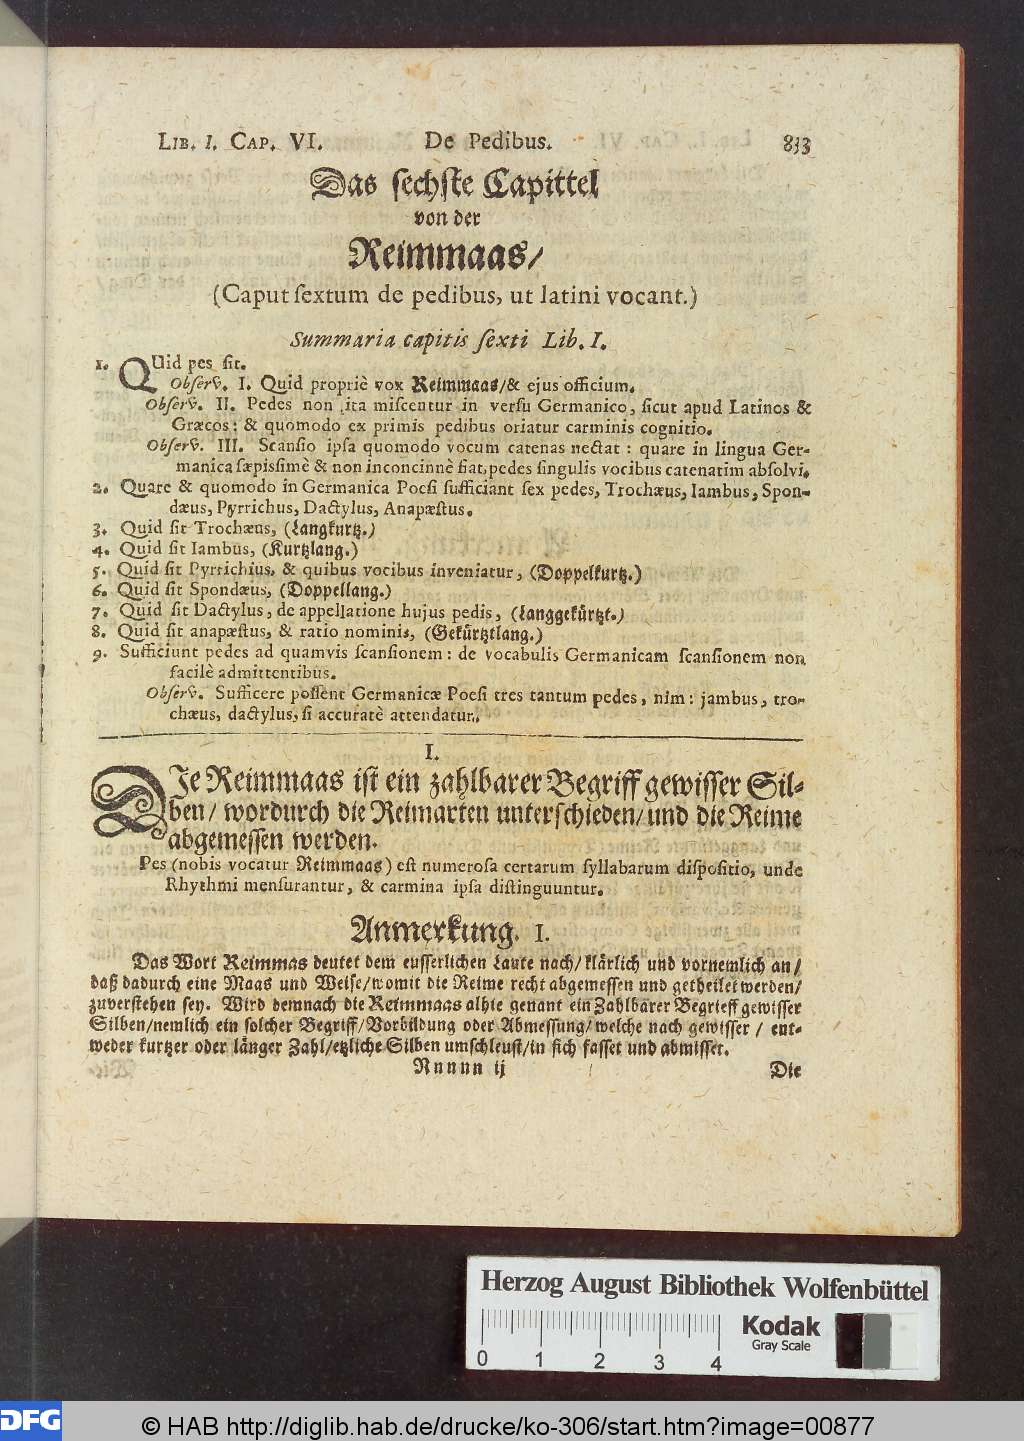 LIB. I. CAP. VI. De Pedibus. 833
Das sechste Capittel
von der
Reimmaas/
(Caput ſextum de pedibus, ut latini vocant.)
Summaria capitis ſexti Lib. I.
1. QUid pes ſit.
Obſerv. I. Quid propriè vox Reimmaas/ & ejus officium.
Obſerv. II. Pedes non ita miſcentur in verſu Germanico, ſicut apud Latinos &
Græcos: & quomodo ex primis pedibus oriatur carminis cognitio.
Obſerv. III. Scanſio ipſa quomodo vocum catenas nectat: quare in lingua Ger-
manica ſæpiſſimè & non inconcinnè fiat, pedes ſingulis vocibus catenatim abſolvi.
2. Quare & quomodo in Germanica Poeſi ſufficiant ſex pedes, Trochæus, Iambus, Spon-
dæus, Pyrrichus, Dactylus, Anapæſtus.
3. Quid ſit Trochæus, (Langkurtz.)
4. Quid ſit Iambus, (Kurtzlang.)
5. Quid ſit Pyrrichius, & quibus vocibus inveniatur, (Doppelkurtz.)
6. Quid ſit Spondæus, (Doppellang.)
7. Quid ſit Dactylus, de appellatione hujus pedis, (Langgekürtzt.)
8. Quid ſit anapæſtus, & ratio nominis, (Gekürtztlang.)
9. Sufficiunt pedes ad quamvis ſcanſionem: de vocabulis Germanicam ſcanſionem non
facilè admittentibus.
Obſerv. Sufficere poſſent Germanicæ Poeſi tres tantum pedes, nim: jambus, tro-
chæus, dactylus, ſi accuratè attendatur.
I.
DIe Reimmaas iſt ein zahlbarer Begriff gewiſſer Sil-
ben/ wordurch die Reimarten unterſchieden/ und die Reime
abgemeſſen werden.
Pes (nobis vocatur Reimmaas) eſt numeroſa certarum ſyllabarum diſpoſitio, unde
Rhythmi menſurantur, & carmina ipſa diſtinguuntur.
Anmerkung. I.
Das Wort Reimmas deutet dem euſſerlichen Laute nach/ klärlich und vornemlich an/
daß dadurch eine Maas und Weiſe/ womit die Reime recht abgemeſſen und getheilet werden/
zuverſtehen ſey. Wird demnach die Reimmaas alhie genant ein Zahlbarer Begrieff gewiſſer
Silben/ nemlich ein ſolcher Begriff/ Vorbildung oder Abmeſſung/ welche nach gewiſſer/ ent-
weder kurtzer oder länger Zahl/ etzliche Silben umſchleuſt/ in ſich faſſet und abmiſſet.
Nnnnn ij Die
Herzog August Bibliothek Wolfenbüttel
0 1 2 3 4
Kodak
Gray Scale
DFG © HAB http://diglib.hab.de/drucke/ko-306/start.htm?image=00877